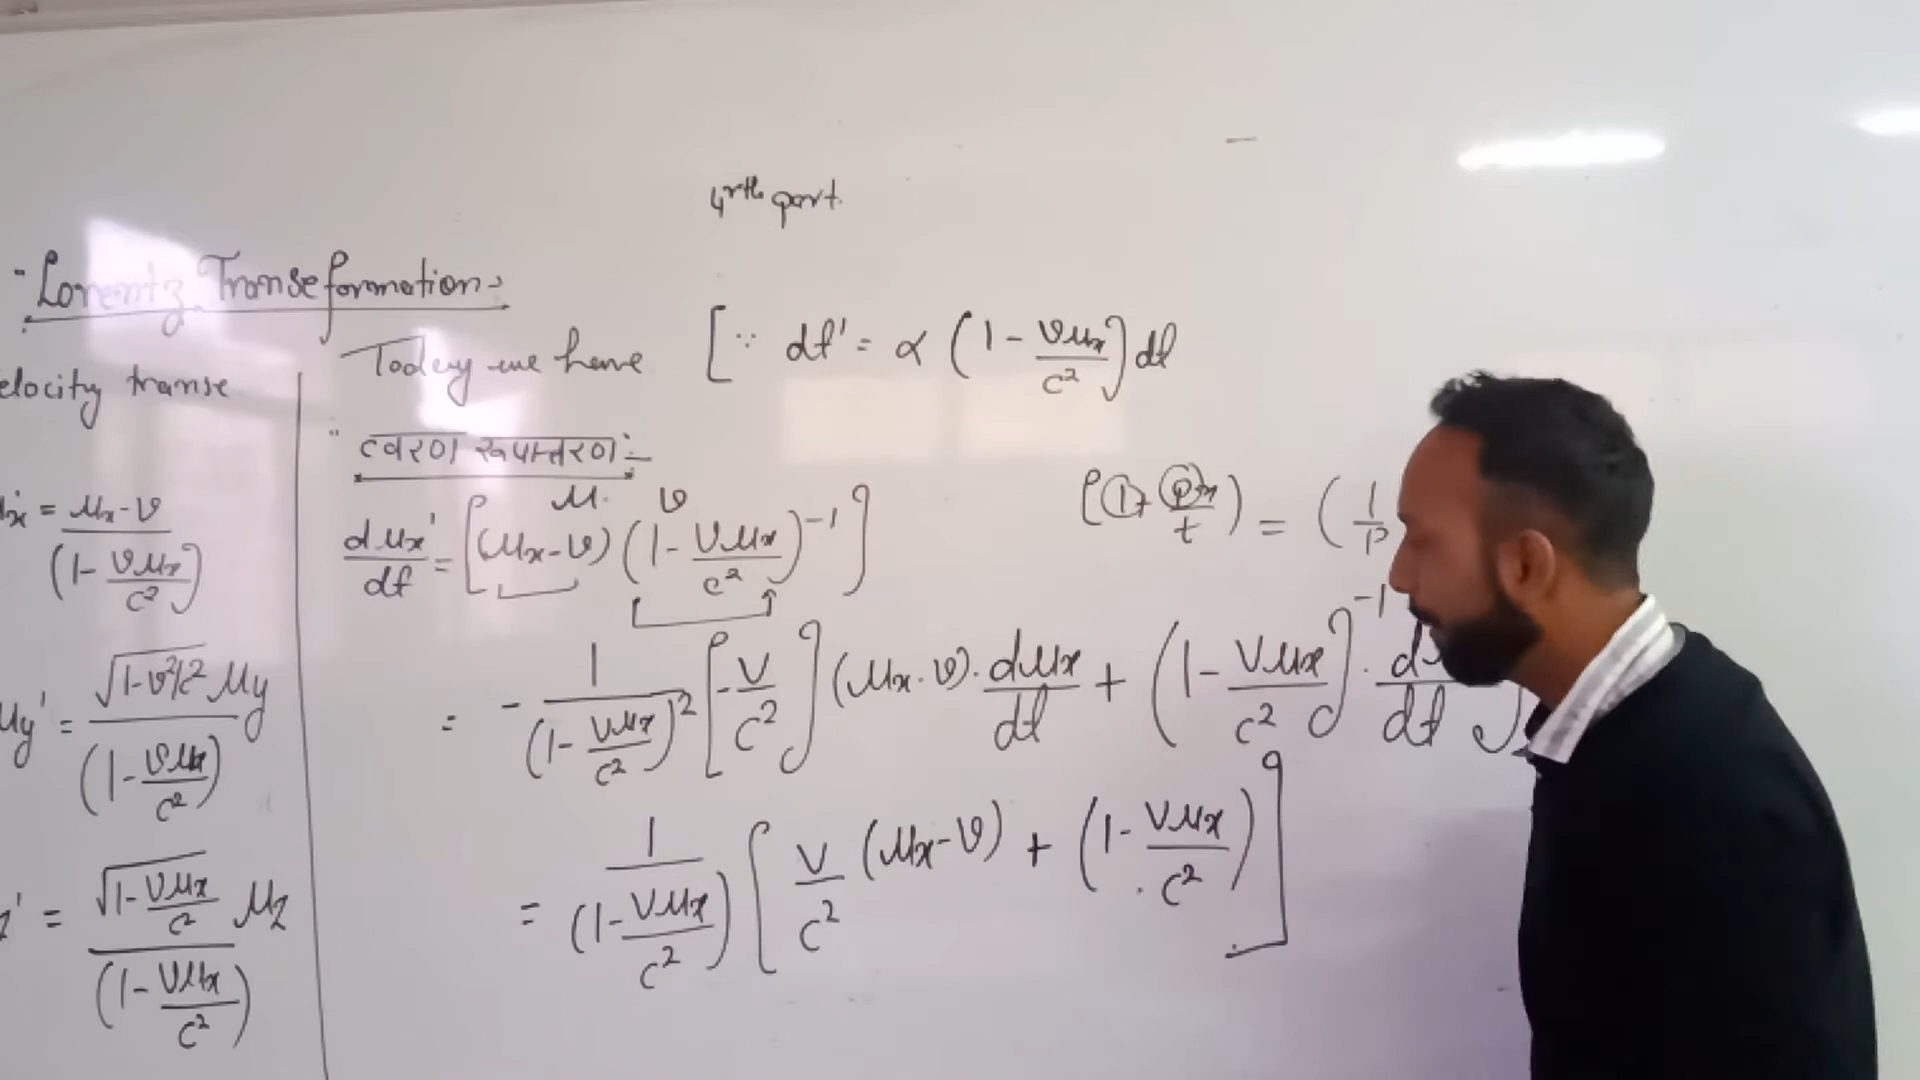 4rth part.
Lorentz Transeformation:
Today we have [∵ dt' = α (1 - vux/c²) dt
elocity transe
" त्वरण रूपान्तरण :-
u. v
x' = ux-v / (1 - vux/c²)
dux'/dt = [(ux-v) (1 - vux/c²)⁻¹]
uy' = √1-v²/c² uy / (1 - vux/c²)
= - 1/(1 - vux/c²)² [-v/c²] (ux-v). dux/dt + (1 - vux/c²)⁻¹ .
z' = √1-vux/c² uz / (1 - vux/c²)
= 1/(1 - vux/c²) [v/c² (ux-v) + (1 - vux/c²)]